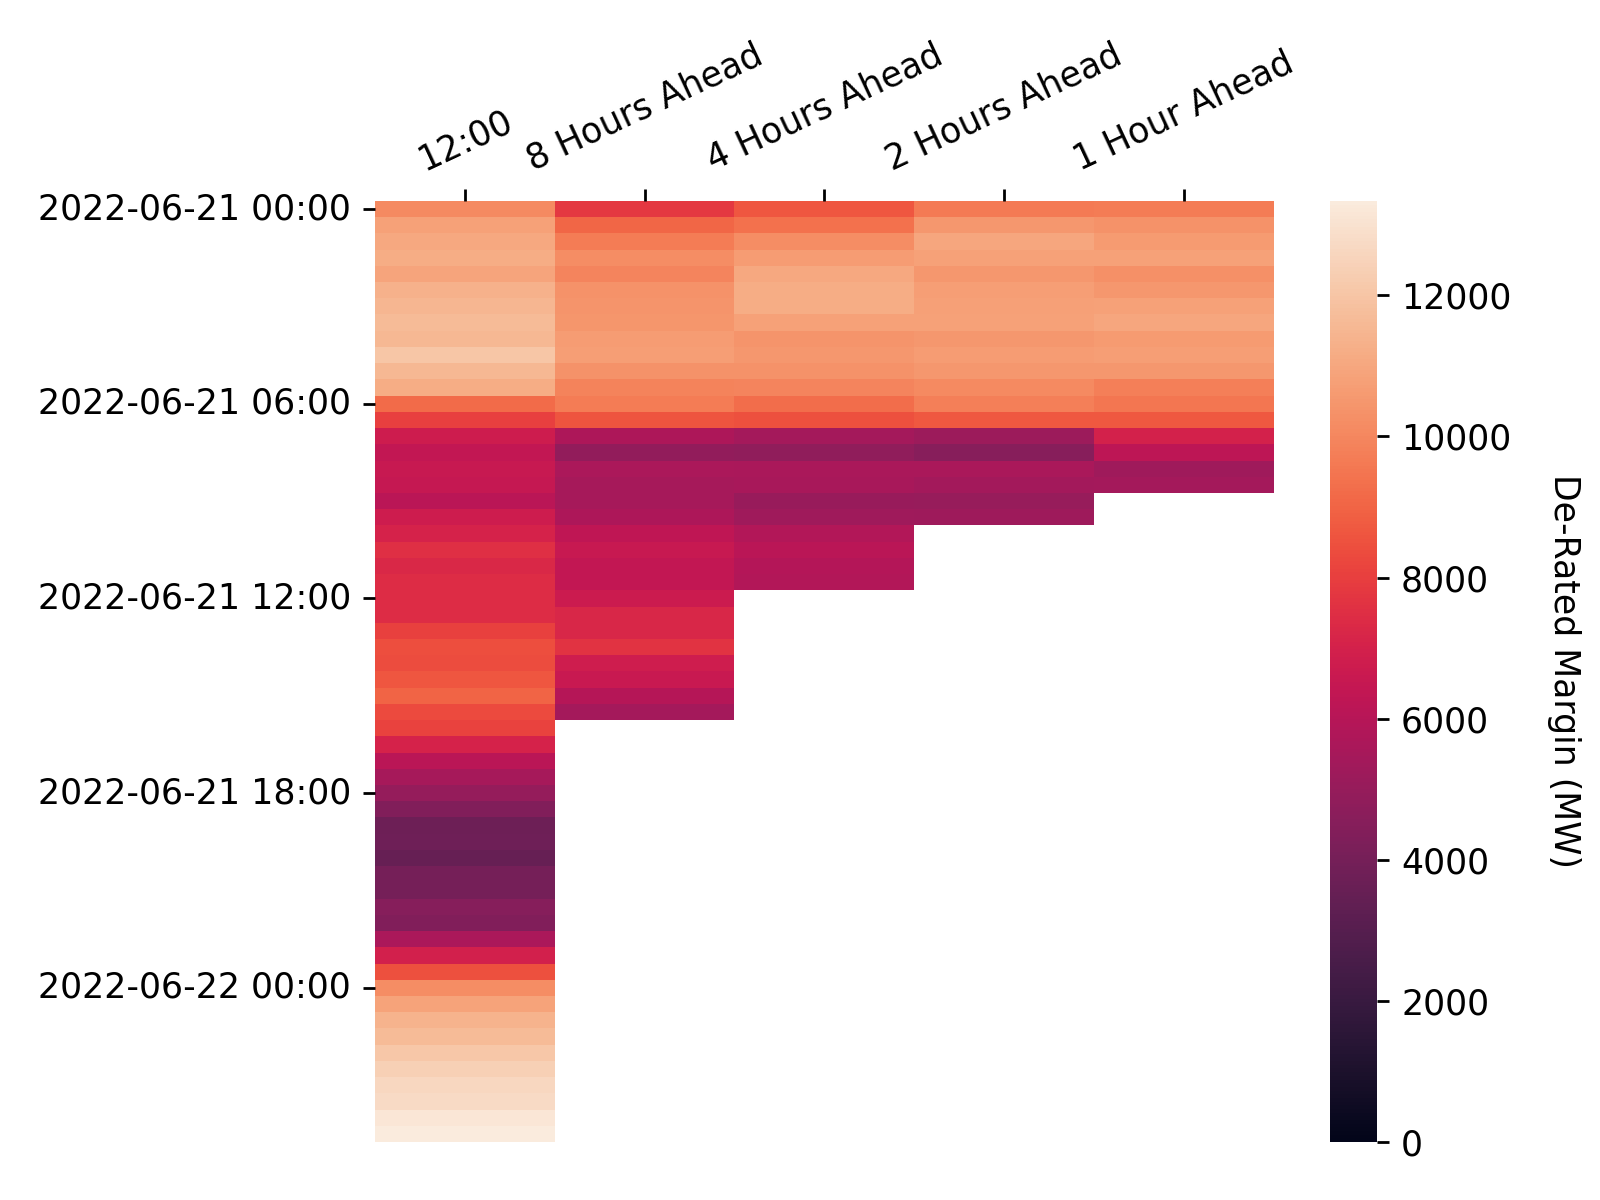 12:00
8 Hours Ahead
4 Hours Ahead
2 Hours Ahead
1 Hour Ahead
2022-06-21 00:00
2022-06-21 06:00
2022-06-21 12:00
2022-06-21 18:00
2022-06-22 00:00
12000
10000
8000
6000
4000
2000
0
De-Rated Margin (MW)